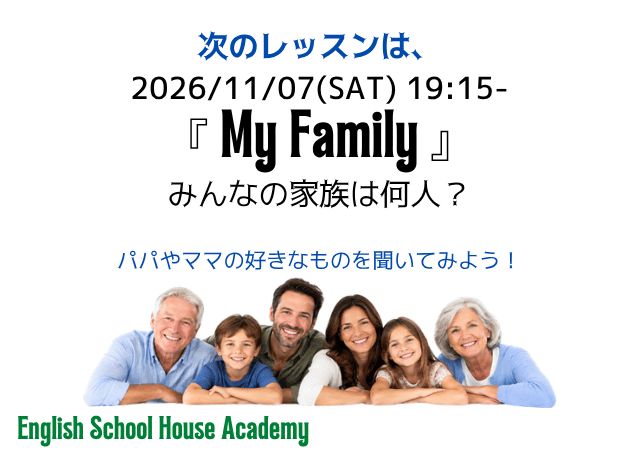 次のレッスンは、
2026/11/07(SAT) 19:15-
『 My Family 』
みんなの家族は何人？
パパやママの好きなものを聞いてみよう！
English School House Academy